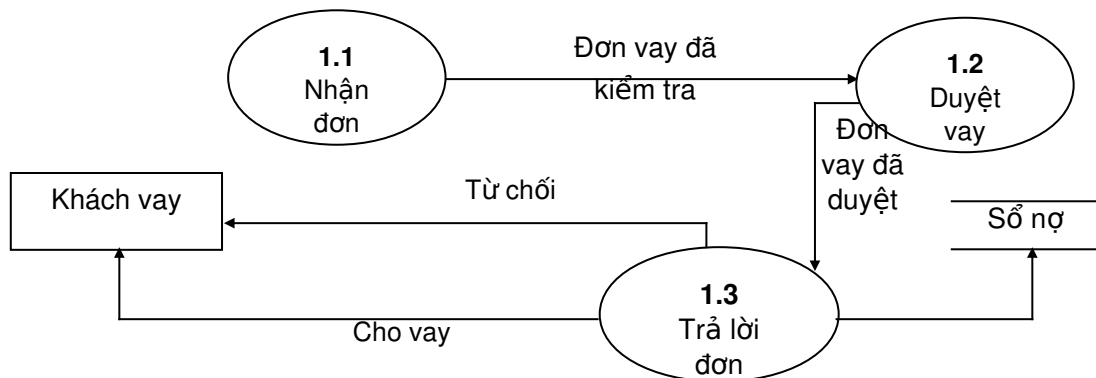 1.1
Nhận
đơn
Đơn vay đã
kiểm tra
1.2
Duyệt
vay
Đơn
vay đã
duyệt
Khách vay
Từ chối
Sổ nợ
1.3
Trả lời
đơn
Cho vay